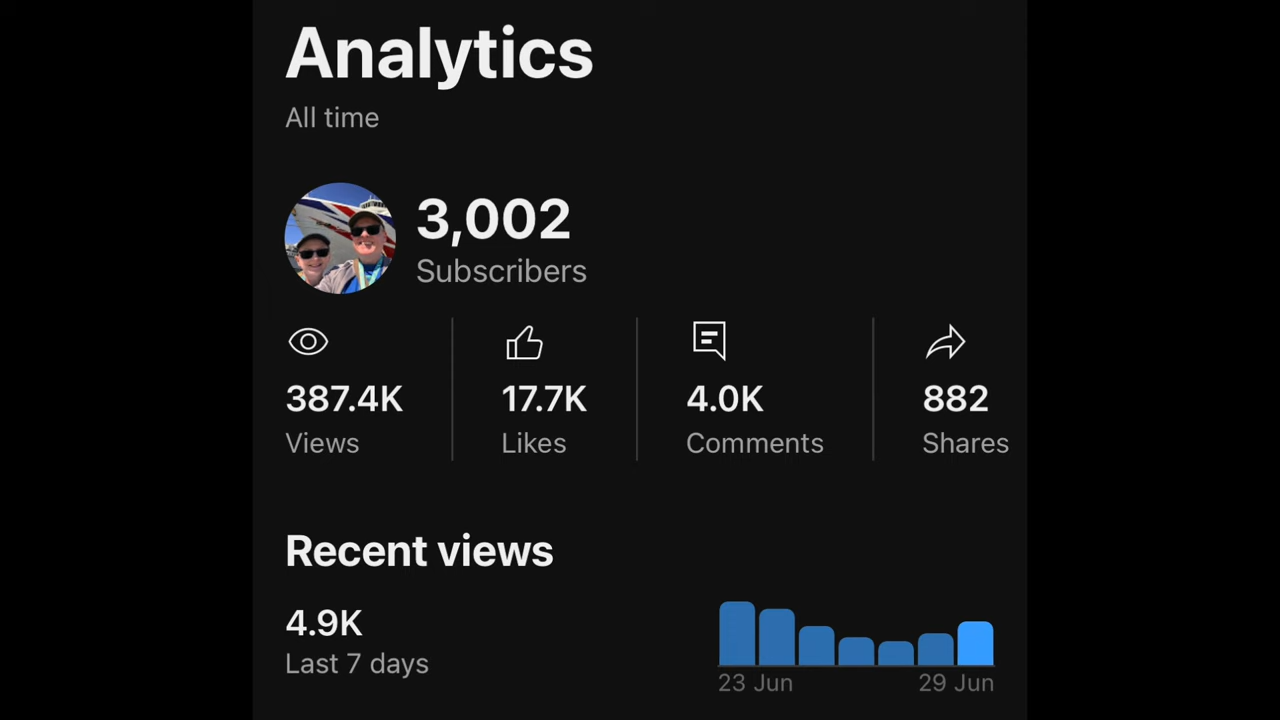 Analytics
All time
3,002
Subscribers
387.4K 17.7K 4.0K 882
Views Likes Comments Shares
Recent views
4.9K
Last 7 days
23 Jun 29 Jun